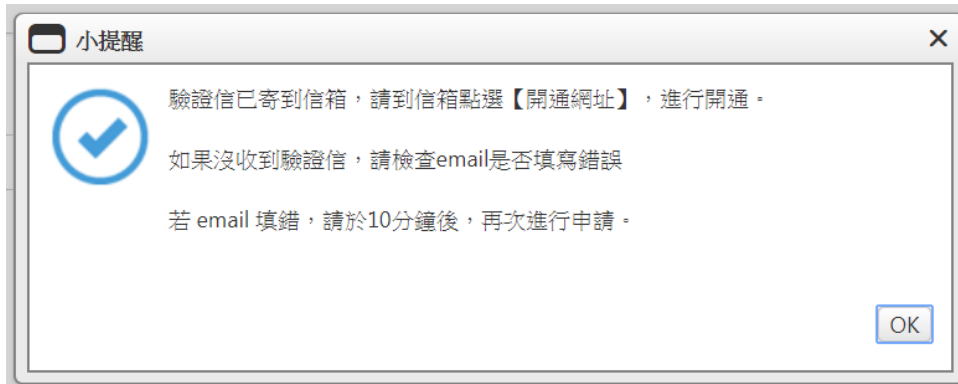 小提醒
驗證信已寄到信箱，請到信箱點選【開通網址】，進行開通。
如果沒收到驗證信，請檢查email是否填寫錯誤
若 email 填錯，請於10分鐘後，再次進行申請。
OK